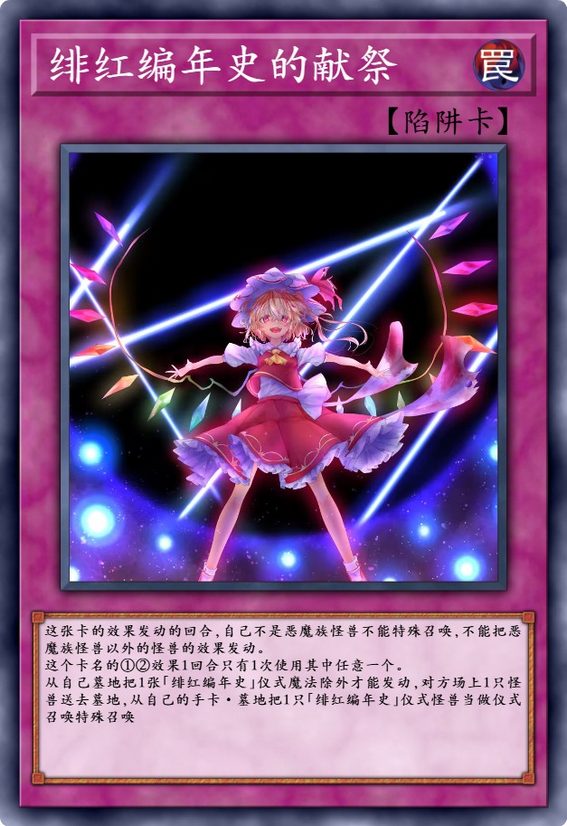 绯红编年史的献祭
罠
【陷阱卡】
这张卡的效果发动的回合,自己不是恶魔族怪兽不能特殊召唤,不能把恶
魔族怪兽以外的怪兽的效果发动。
这个卡名的①②效果1回合只有1次使用其中任意一个。
从自己墓地把1张「绯红编年史」仪式魔法除外才能发动,对方场上1只怪
兽送去墓地,从自己的手卡・墓地把1只「绯红编年史」仪式怪兽当做仪式
召唤特殊召唤